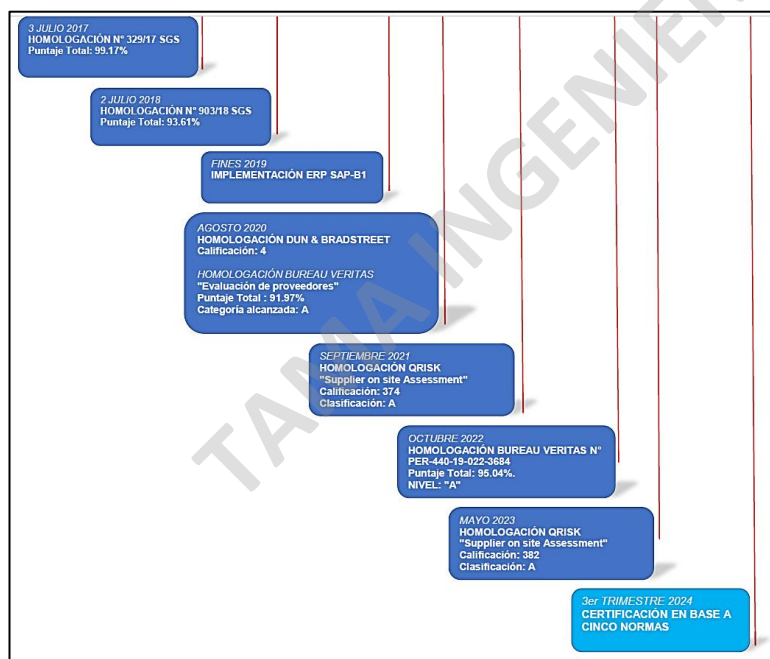 3 JULIO 2017
HOMOLOGACIÓN N° 329/17 SGS
Puntaje Total: 99.17%
2 JULIO 2018
HOMOLOGACIÓN N° 903/18 SGS
Puntaje Total: 93.61%
FINES 2019
IMPLEMENTACIÓN ERP SAP-B1
AGOSTO 2020
HOMOLOGACIÓN DUN & BRADSTREET
Calificación: 4
HOMOLOGACIÓN BUREAU VERITAS
"Evaluación de proveedores"
Puntaje Total : 91.97%
Categoría alcanzada: A
SEPTIEMBRE 2021
HOMOLOGACIÓN QRISK
"Supplier on site Assessment"
Calificación: 374
Clasificación: A
OCTUBRE 2022
HOMOLOGACIÓN BUREAU VERITAS N°
PER-440-19-022-3684
Puntaje Total: 95.04%.
NIVEL: "A"
MAYO 2023
HOMOLOGACIÓN QRISK
"Supplier on site Assessment"
Calificación: 382
Clasificación: A
3er TRIMESTRE 2024
CERTIFICACIÓN EN BASE A
CINCO NORMAS
TAMA